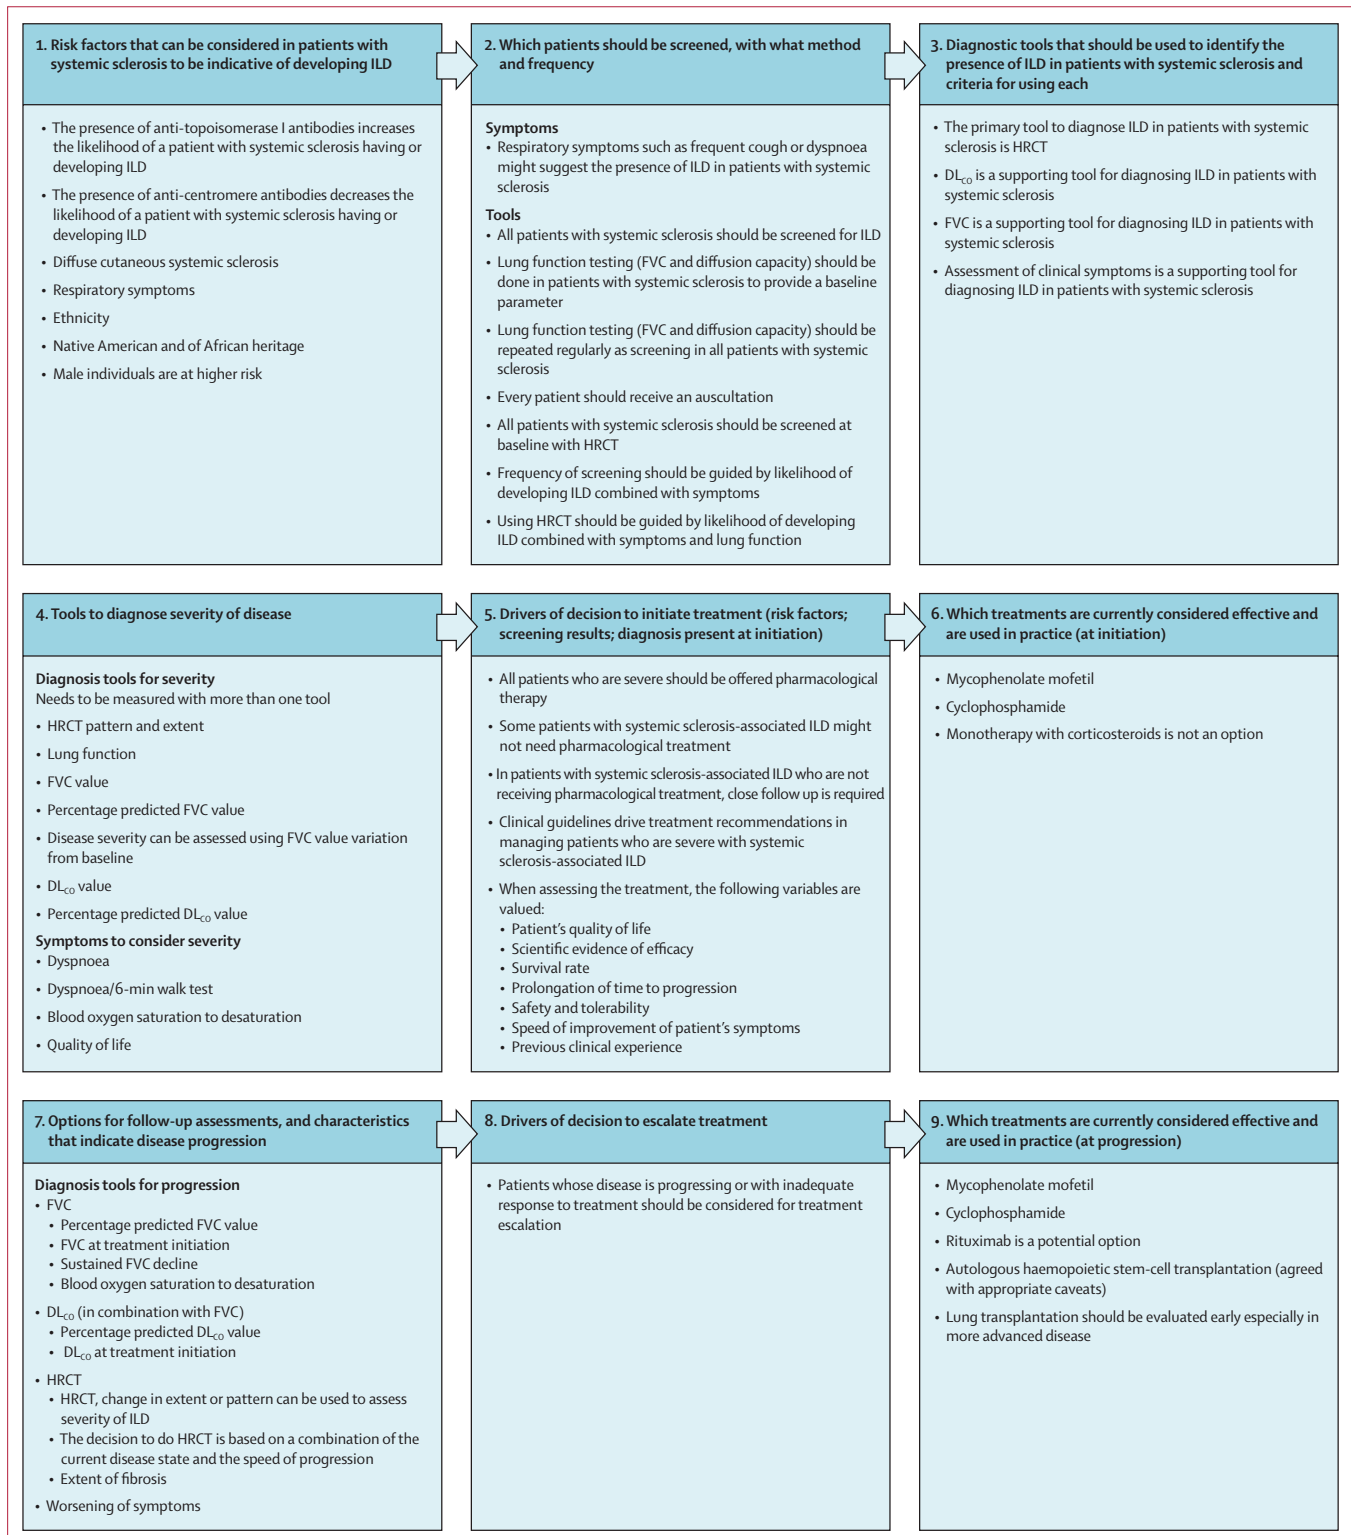 1. Risk factors that can be considered in patients with
systemic sclerosis to be indicative of developing ILD
• The presence of anti-topoisomerase I antibodies increases
the likelihood of a patient with systemic sclerosis having or
developing ILD
• The presence of anti-centromere antibodies decreases the
likelihood of a patient with systemic sclerosis having or
developing ILD
• Diffuse cutaneous systemic sclerosis
• Respiratory symptoms
• Ethnicity
• Native American and of African heritage
• Male individuals are at higher risk
2. Which patients should be screened, with what method
and frequency
Symptoms
• Respiratory symptoms such as frequent cough or dyspnoea
might suggest the presence of ILD in patients with systemic
sclerosis
Tools
• All patients with systemic sclerosis should be screened for ILD
• Lung function testing (FVC and diffusion capacity) should be
done in patients with systemic sclerosis to provide a baseline
parameter
• Lung function testing (FVC and diffusion capacity) should be
repeated regularly as screening in all patients with systemic
sclerosis
• Every patient should receive an auscultation
• All patients with systemic sclerosis should be screened at
baseline with HRCT
• Frequency of screening should be guided by likelihood of
developing ILD combined with symptoms
• Using HRCT should be guided by likelihood of developing
ILD combined with symptoms and lung function
3. Diagnostic tools that should be used to identify the
presence of ILD in patients with systemic sclerosis and
criteria for using each
• The primary tool to diagnose ILD in patients with systemic
sclerosis is HRCT
• DLCO is a supporting tool for diagnosing ILD in patients with
systemic sclerosis
• FVC is a supporting tool for diagnosing ILD in patients with
systemic sclerosis
• Assessment of clinical symptoms is a supporting tool for
diagnosing ILD in patients with systemic sclerosis
4. Tools to diagnose severity of disease
Diagnosis tools for severity
Needs to be measured with more than one tool
• HRCT pattern and extent
• Lung function
• FVC value
• Percentage predicted FVC value
• Disease severity can be assessed using FVC value variation
from baseline
• DLCO value
• Percentage predicted DLCO value
Symptoms to consider severity
• Dyspnoea
• Dyspnoea/6-min walk test
• Blood oxygen saturation to desaturation
• Quality of life
5. Drivers of decision to initiate treatment (risk factors;
screening results; diagnosis present at initiation)
• All patients who are severe should be offered pharmacological
therapy
• Some patients with systemic sclerosis-associated ILD might
not need pharmacological treatment
• In patients with systemic sclerosis-associated ILD who are not
receiving pharmacological treatment, close follow up is required
• Clinical guidelines drive treatment recommendations in
managing patients who are severe with systemic
sclerosis-associated ILD
• When assessing the treatment, the following variables are
valued:
• Patient's quality of life
• Scientific evidence of efficacy
• Survival rate
• Prolongation of time to progression
• Safety and tolerability
• Speed of improvement of patient's symptoms
• Previous clinical experience
6. Which treatments are currently considered effective and
are used in practice (at initiation)
• Mycophenolate mofetil
• Cyclophosphamide
• Monotherapy with corticosteroids is not an option
7. Options for follow-up assessments, and characteristics
that indicate disease progression
Diagnosis tools for progression
• FVC
• Percentage predicted FVC value
• FVC at treatment initiation
• Sustained FVC decline
• Blood oxygen saturation to desaturation
• DLCO (in combination with FVC)
• Percentage predicted DLCO value
• DLCO at treatment initiation
• HRCT
• HRCT, change in extent or pattern can be used to assess
severity of ILD
• The decision to do HRCT is based on a combination of the
current disease state and the speed of progression
• Extent of fibrosis
• Worsening of symptoms
8. Drivers of decision to escalate treatment
• Patients whose disease is progressing or with inadequate
response to treatment should be considered for treatment
escalation
9. Which treatments are currently considered effective and
are used in practice (at progression)
• Mycophenolate mofetil
• Cyclophosphamide
• Rituximab is a potential option
• Autologous haemopoietic stem-cell transplantation (agreed
with appropriate caveats)
• Lung transplantation should be evaluated early especially in
more advanced disease